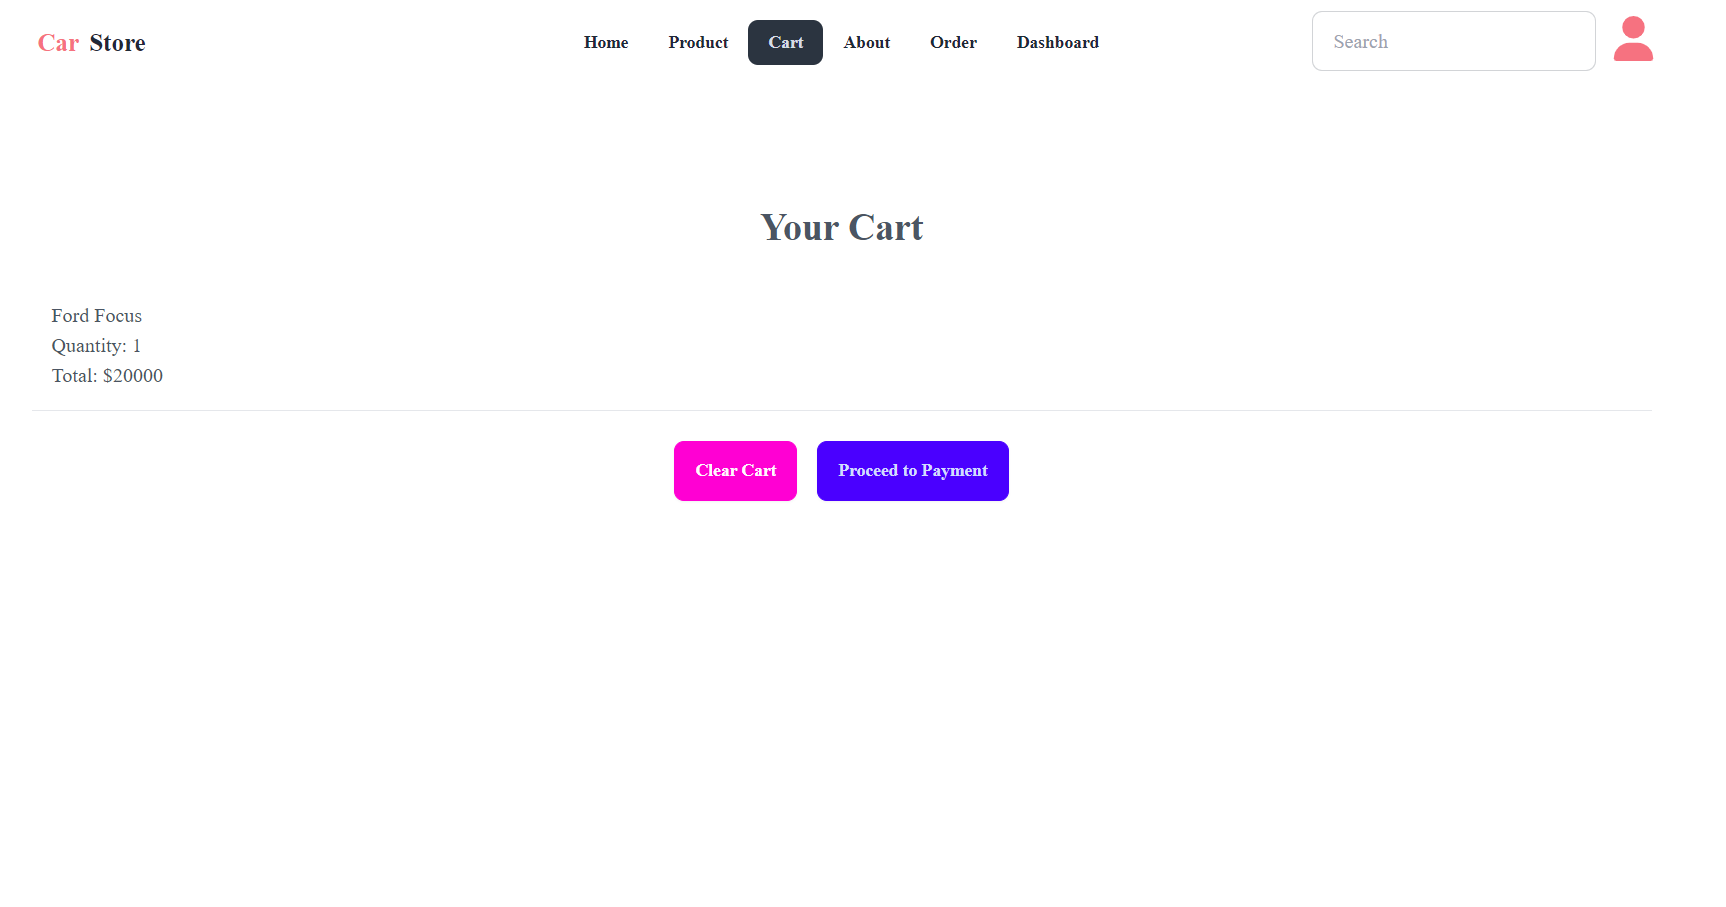 Car Store
Home Product Cart About Order Dashboard
Search
Your Cart
Ford Focus
Quantity: 1
Total: $20000
Clear Cart Proceed to Payment